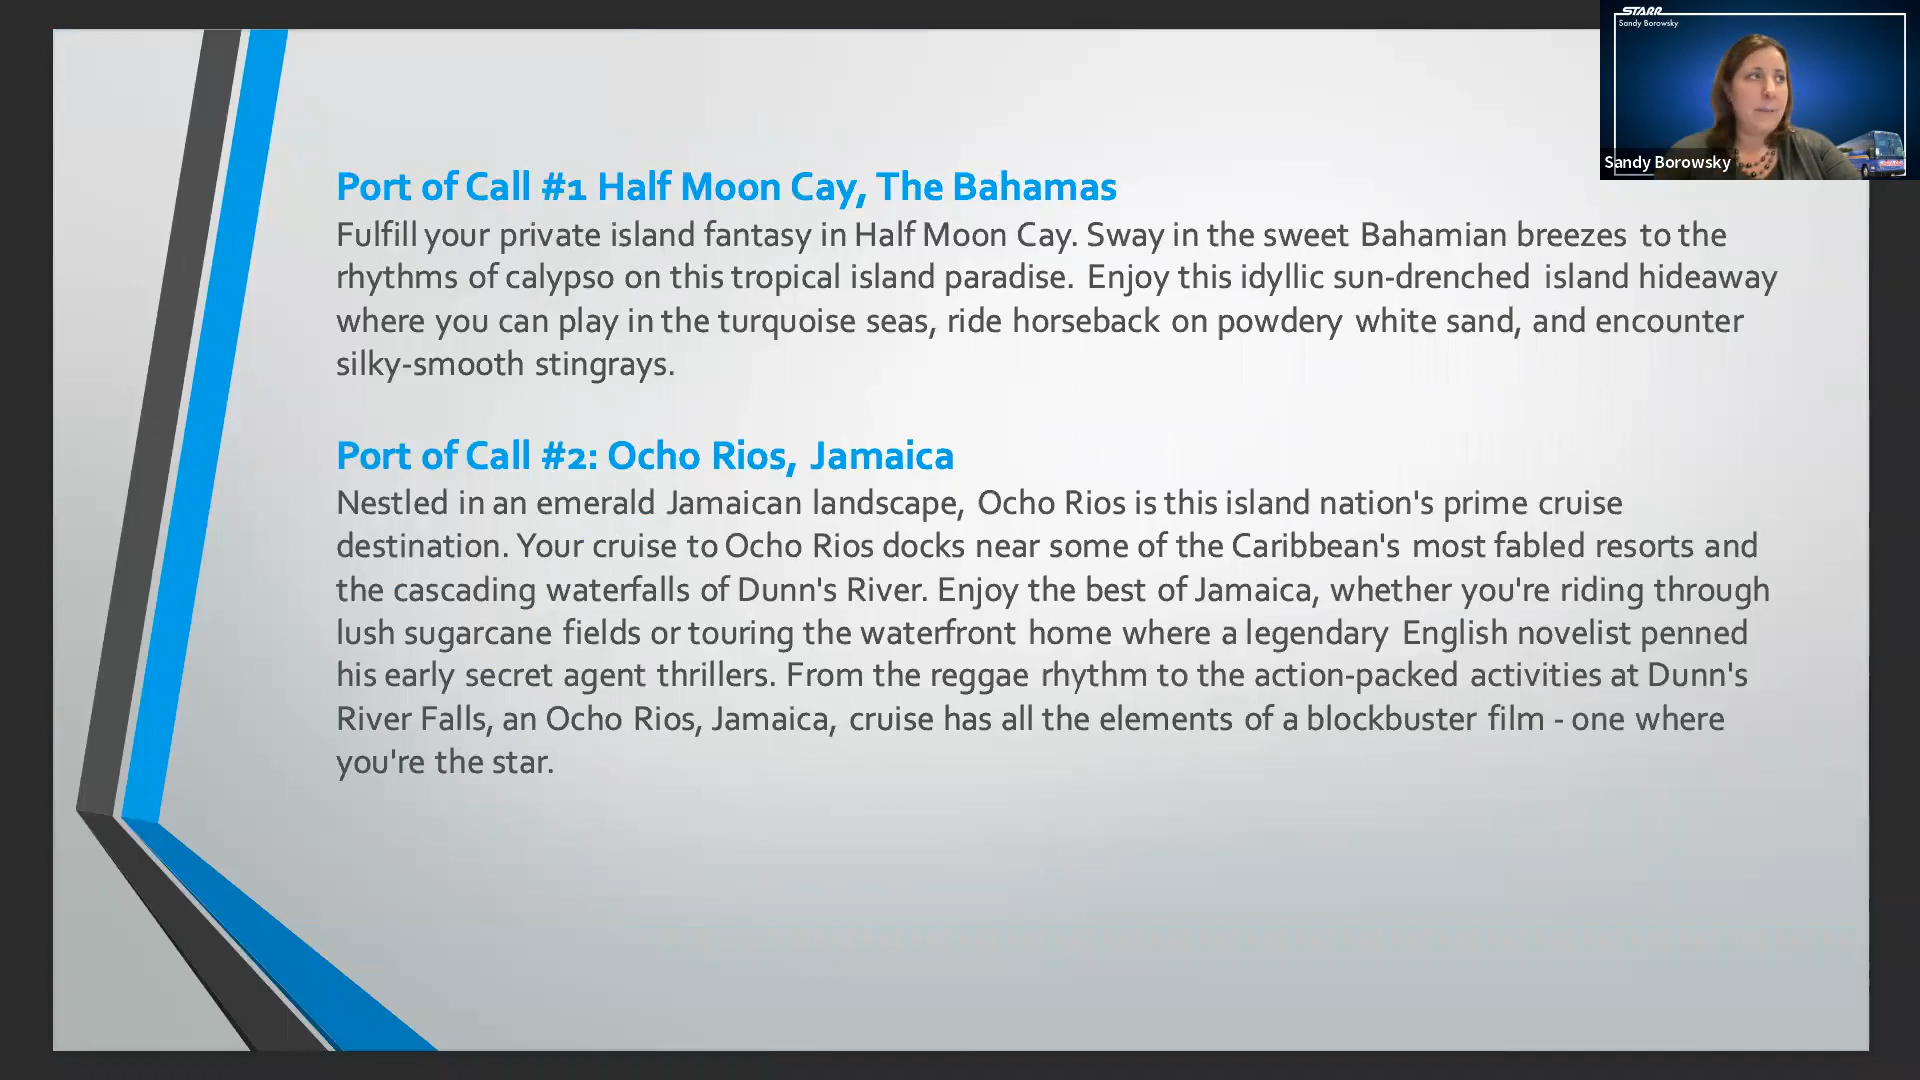 STARR
Sandy Borowsky
Sandy Borowsky
Port of Call #1 Half Moon Cay, The Bahamas
Fulfill your private island fantasy in Half Moon Cay. Sway in the sweet Bahamian breezes to the
rhythms of calypso on this tropical island paradise. Enjoy this idyllic sun-drenched island hideaway
where you can play in the turquoise seas, ride horseback on powdery white sand, and encounter
silky-smooth stingrays.
Port of Call #2: Ocho Rios, Jamaica
Nestled in an emerald Jamaican landscape, Ocho Rios is this island nation's prime cruise
destination. Your cruise to Ocho Rios docks near some of the Caribbean's most fabled resorts and
the cascading waterfalls of Dunn's River. Enjoy the best of Jamaica, whether you're riding through
lush sugarcane fields or touring the waterfront home where a legendary English novelist penned
his early secret agent thrillers. From the reggae rhythm to the action-packed activities at Dunn's
River Falls, an Ocho Rios, Jamaica, cruise has all the elements of a blockbuster film - one where
you're the star.